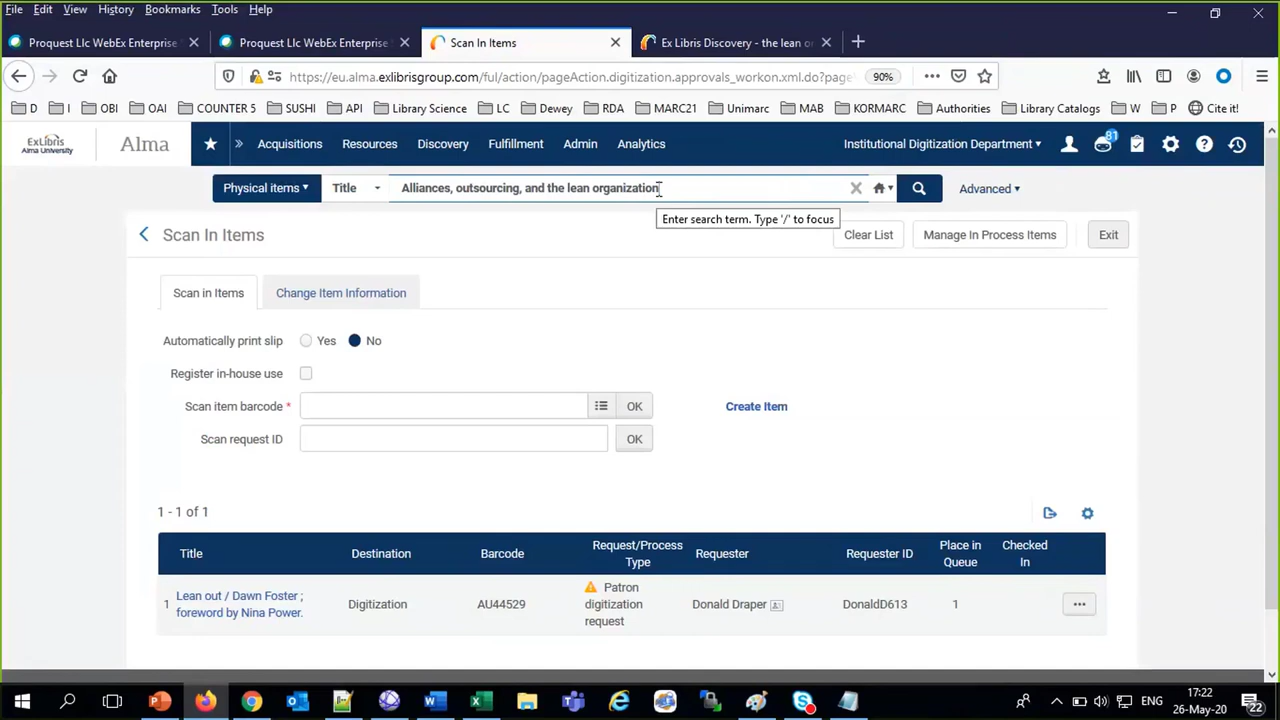 File Edit View History Bookmarks Tools Help
Proquest Llc WebEx Enterprise Proquest Llc WebEx Enterprise Scan In Items Ex Libris Discovery - the lean or
https://eu.alma.exlibrisgroup.com/ful/action/pageAction.digitization.approvals_workon.xml.do?page 90%
D I OBI OAI COUNTER 5 SUSHI API Library Science LC Dewey RDA MARC21 Unimarc MAB KORMARC Authorities Library Catalogs W P Cite it!
ExLibris
Alma University
Alma Acquisitions Resources Fulfillment Discovery Admin Analytics Institutional Digitization Department 81
Physical items Title Alliances, outsourcing, and the lean organization Advanced
Enter search term. Type '/' to focus
Scan In Items Clear List Manage In Process Items Exit
Scan in Items Change Item Information
Automatically print slip Yes No
Register in-house use
Scan item barcode * OK Create Item
Scan request ID OK
1 - 1 of 1
Title Destination Barcode Request/Process Type Requester Requester ID Place in Queue Checked In
1 Lean out / Dawn Foster ; foreword by Nina Power. Digitization AU44529 Patron digitization request Donald Draper DonaldD613 1
17:22
ENG
26-May-20 22